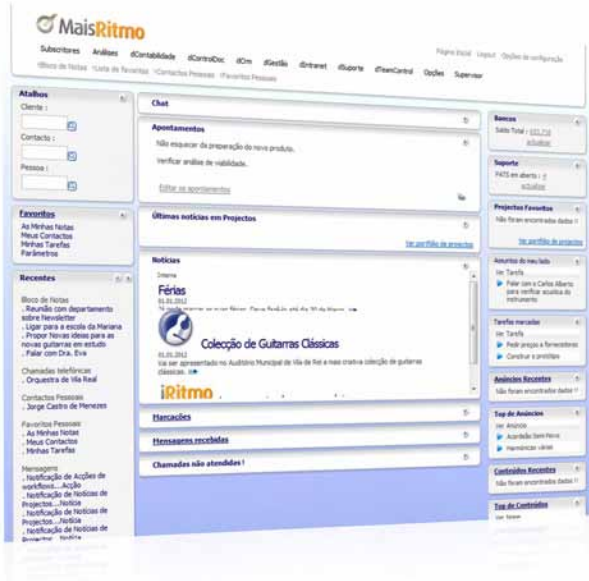 MaisRitmo
Página Inicial Logout Opções de configuração
Subscritores Análises dContabilidade dControlDoc dCrm dGestão dIntranet dSuporte dTeamControl Opções Supervisor
Bloco de Notas Lista de favoritos Contactos Pessoais Favoritos Pessoais
Atalhos
Cliente :
Contacto :
Pessoa :
Favoritos
As Minhas Notas
Meus Contactos
Minhas Tarefas
Parâmetros
Recentes
Bloco de Notas
. Reunião com departamento
sobre Newsletter
. Ligar para a escola da Mariana
. Propor Novas ideias para as
novas guitarras em estudo
. Falar com Dra. Eva
Chamadas telefónicas
. Orquestra de Vila Real
Contactos Pessoais
. Jorge Castro de Menezes
Favoritos Pessoais
. As Minhas Notas
. Meus Contactos
. Minhas Tarefas
Mensagens
. Notificação de Acções de
workflows...Acção
. Notificação de Notícias de
Projectos...Notícia
. Notificação de Notícias de
Projectos...Notícia
. Notificação de Notícias de
Projectos...Notícia
Chat
Apontamentos
Não esquecer da preparação do novo produto.
Verificar análise de viabilidade.
Editar os apontamentos
Últimas notícias em Projectos
Ver portfólio de projectos
Notícias
Interna
Férias
01.01.2012
Colecção de Guitarras Clássicas
01.01.2012
Vai ser apresentado no Auditório Municipal de Vila de Rei a mais criativa colecção de guitarras
clássicas.
iRitmo
Marcações
Mensagens recebidas
Chamadas não atendidas !
Bancos
Saldo Total :
actualizar
Suporte
PATS em aberto :
actualizar
Projectos Favoritos
Não foram encontrados dados !!
Ver portfólio de projectos
Assuntos do meu lado
Ver Tarefa
Falar com o Carlos Alberto
para verificar acustica do
instrumento
Tarefas marcadas
Ver Tarefa
Pedir preços a fornecedores
Construir o protótipo
Anúncios Recentes
Não foram encontrados dados !!
Top de Anúncios
Ver Anúncio
Acordeão Semi-Novo
Harmónicas várias
Conteúdos Recentes
Não foram encontrados dados !!
Top de Conteúdos